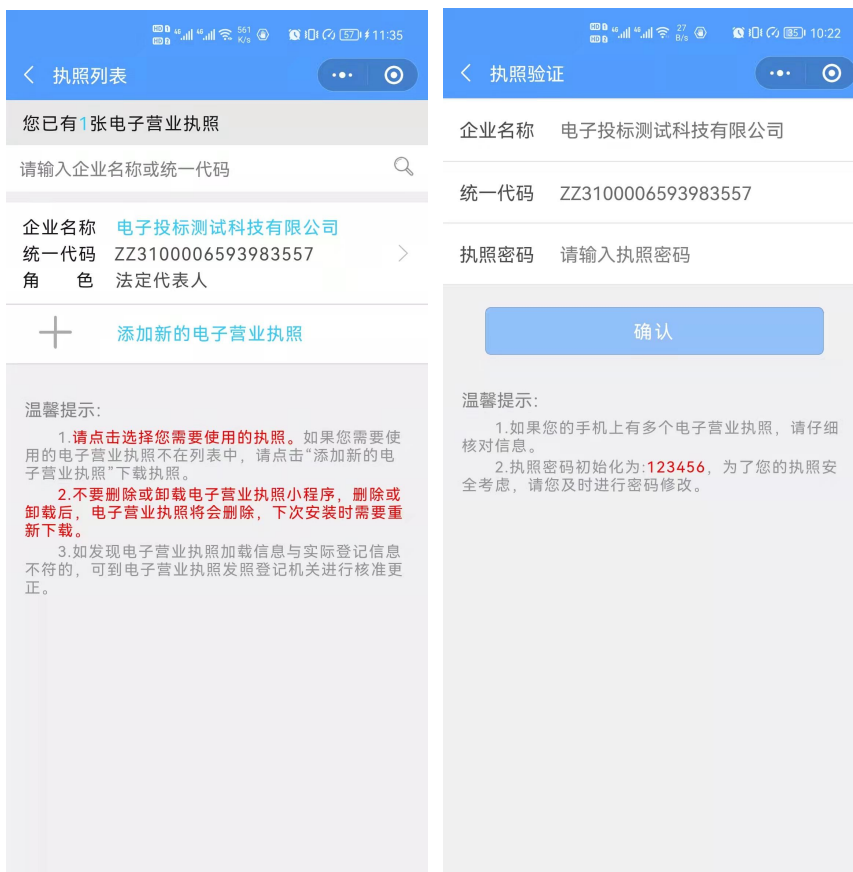 HD 1 HD 2 4G 4G 561 K/s 57 11:35
执照列表
您已有1张电子营业执照
请输入企业名称或统一代码
企业名称 电子投标测试科技有限公司
统一代码 ZZ3100006593983557
角 色 法定代表人
添加新的电子营业执照
温馨提示:
1.请点击选择您需要使用的执照。如果您需要使
用的电子营业执照不在列表中，请点击“添加新的电
子营业执照”下载执照。
2.不要删除或卸载电子营业执照小程序，删除或
卸载后，电子营业执照将会删除，下次安装时需要重
新下载。
3.如发现电子营业执照加载信息与实际登记信息
不符的，可到电子营业执照发照登记机关进行核准更
正。
HD 1 HD 2 4G 4G 27 B/s 85 10:22
执照验证
企业名称 电子投标测试科技有限公司
统一代码 ZZ3100006593983557
执照密码 请输入执照密码
确认
温馨提示:
1.如果您的手机上有多个电子营业执照，请仔细
核对信息。
2.执照密码初始化为:123456，为了您的执照安
全考虑，请您及时进行密码修改。